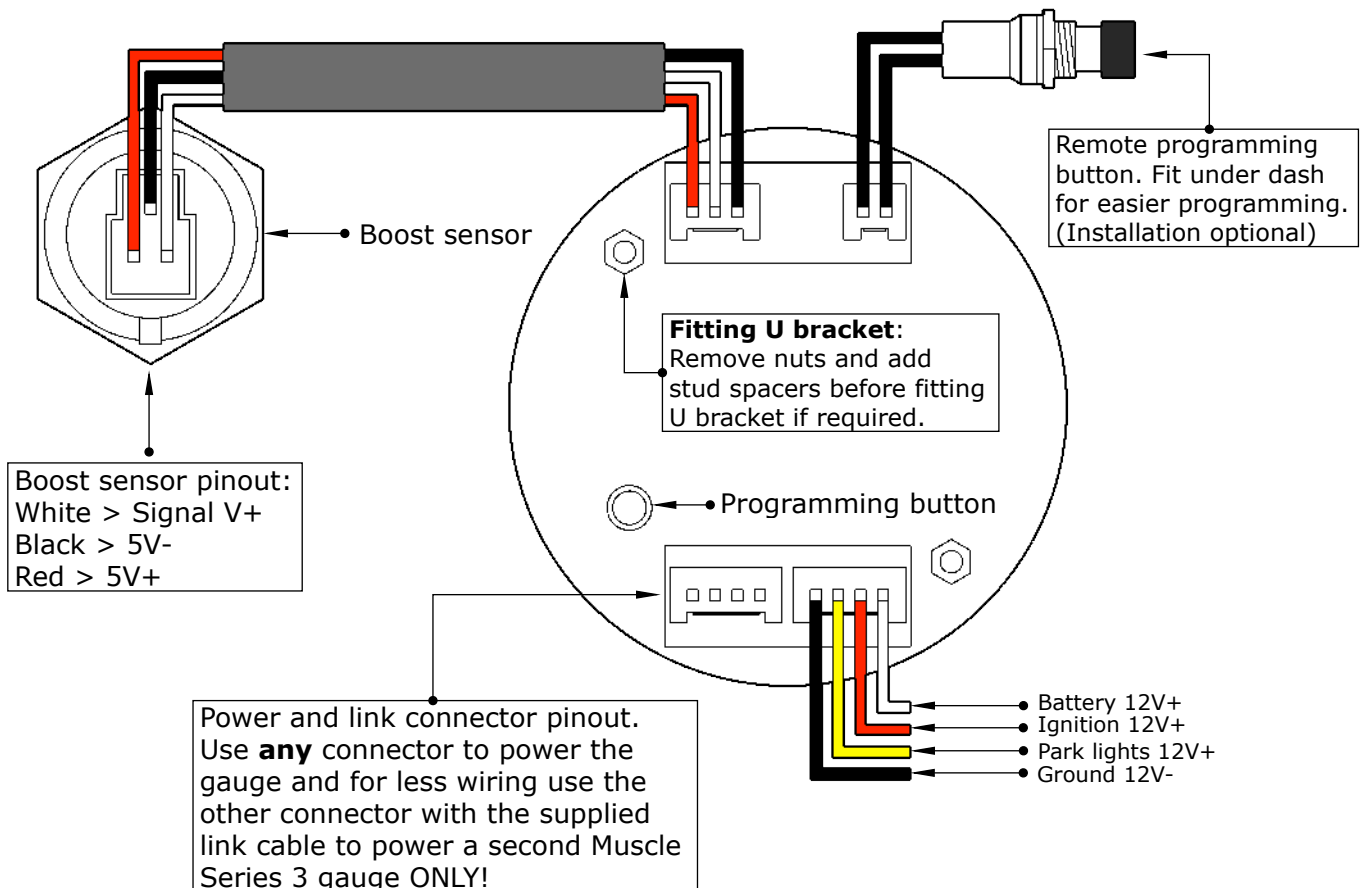 Remote programming
button. Fit under dash
for easier programming.
(Installation optional)
Boost sensor
Fitting U bracket:
Remove nuts and add
stud spacers before fitting
U bracket if required.
Boost sensor pinout:
White > Signal V+
Black > 5V-
Red > 5V+
Programming button
Power and link connector pinout.
Use any connector to power the
gauge and for less wiring use the
other connector with the supplied
link cable to power a second Muscle
Series 3 gauge ONLY!
Battery 12V+
Ignition 12V+
Park lights 12V+
Ground 12V-